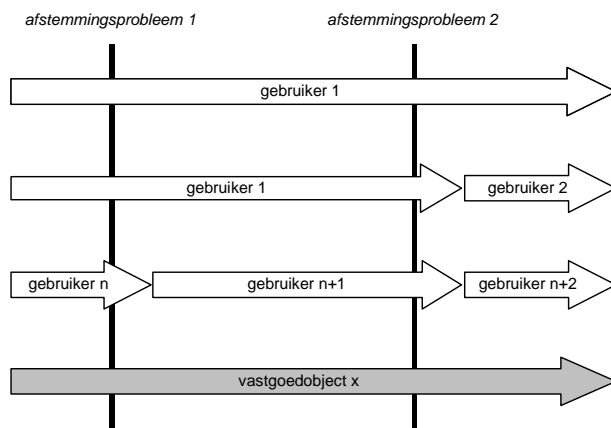 afstemmingsprobleem 1
afstemmingsprobleem 2
gebruiker 1
gebruiker 1
gebruiker 2
gebruiker n
gebruiker n+1
gebruiker n+2
vastgoedobject x